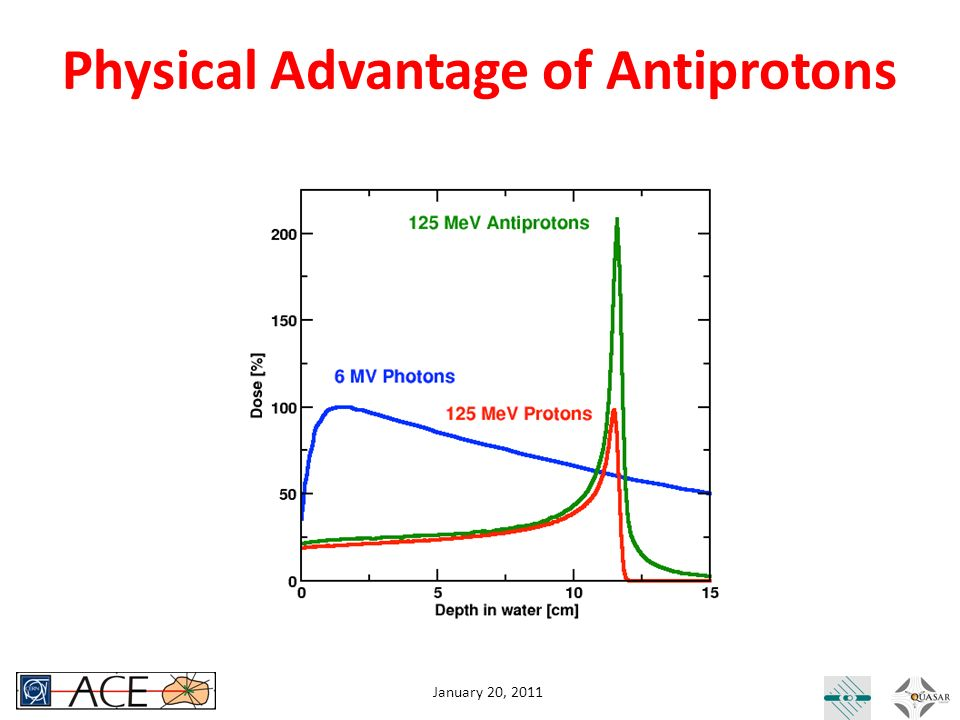 Physical Advantage of Antiprotons
125 MeV Antiprotons
200
150
6 MV Photons
Dose [%]
100
125 MeV Protons
50
0
0 5 10 15
Depth in water [cm]
CERN ACE
January 20, 2011
QUASAR